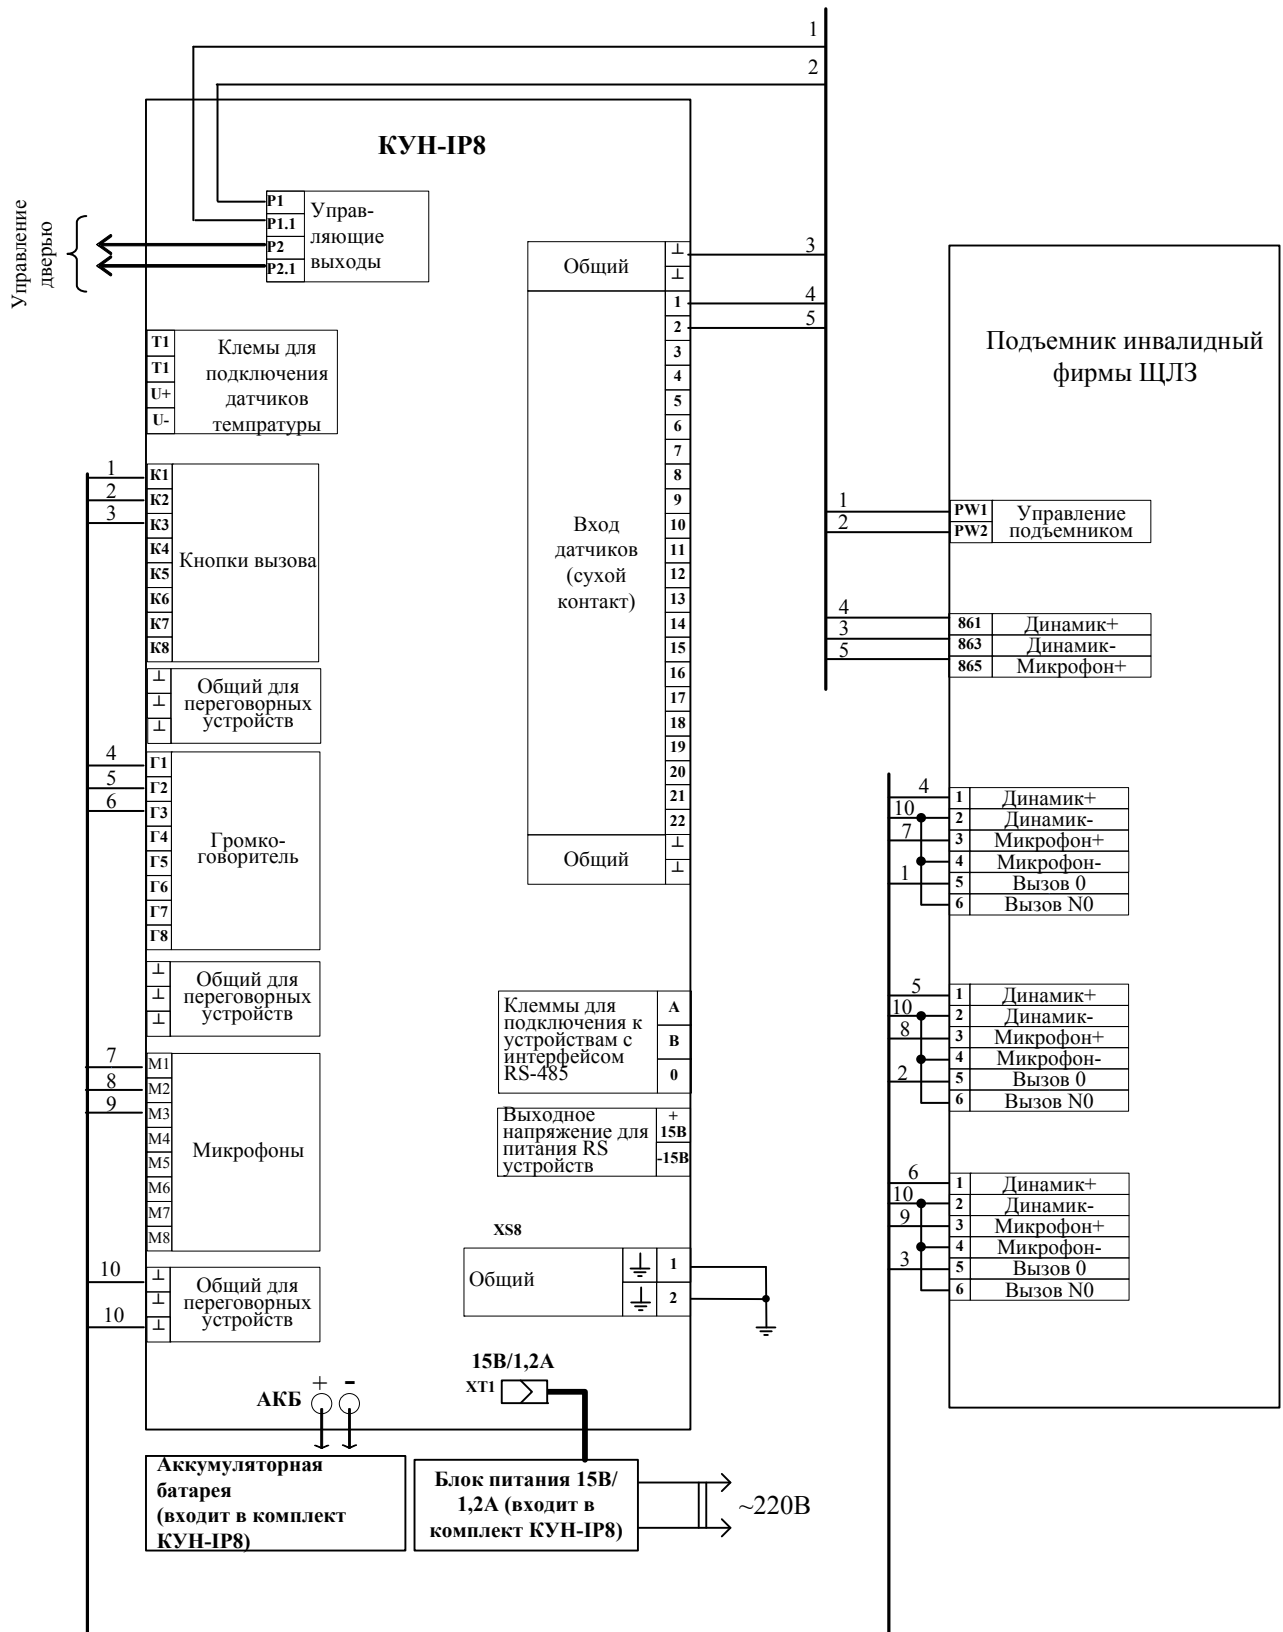 1
2
КУН-IP8
Управление
дверью
P1
P1.1
P2
P2.1
Управ-
ляющие
выходы
Общий
⊥
⊥
3
4
5
1
2
3
4
5
6
7
8
9
10
11
12
13
14
15
16
17
18
19
20
21
22
Вход
датчиков
(сухой
контакт)
⊥
⊥
Общий
T1
T1
U+
U-
Клемы для
подключения
датчиков
темпратуры
1
2
3
К1
К2
К3
К4
К5
К6
К7
К8
Кнопки вызова
⊥
⊥
⊥
Общий для
переговорных
устройств
4
5
6
Г1
Г2
Г3
Г4
Г5
Г6
Г7
Г8
Громко-
говоритель
⊥
⊥
⊥
Общий для
переговорных
устройств
7
8
9
М1
М2
М3
М4
М5
М6
М7
М8
Микрофоны
10
10
⊥
⊥
⊥
Общий для
переговорных
устройств
Клеммы для
подключения к
устройствам с
интерфейсом
RS-485
A
B
0
Выходное
напряжение для
питания RS
устройств
+
15В
-15В
XS8
Общий
1
2
15В/1,2А
XT1
АКБ
+ -
Аккумуляторная
батарея
(входит в комплект
КУН-IP8)
Блок питания 15В/
1,2А (входит в
комплект КУН-IP8)
~220В
Подъемник инвалидный
фирмы ЩЛЗ
1
2
PW1
PW2
Управление
подъемником
4
3
5
861 Динамик+
863 Динамик-
865 Микрофон+
4
10
7
1
1 Динамик+
2 Динамик-
3 Микрофон+
4 Микрофон-
5 Вызов 0
6 Вызов N0
5
10
8
2
1 Динамик+
2 Динамик-
3 Микрофон+
4 Микрофон-
5 Вызов 0
6 Вызов N0
6
10
9
3
1 Динамик+
2 Динамик-
3 Микрофон+
4 Микрофон-
5 Вызов 0
6 Вызов N0